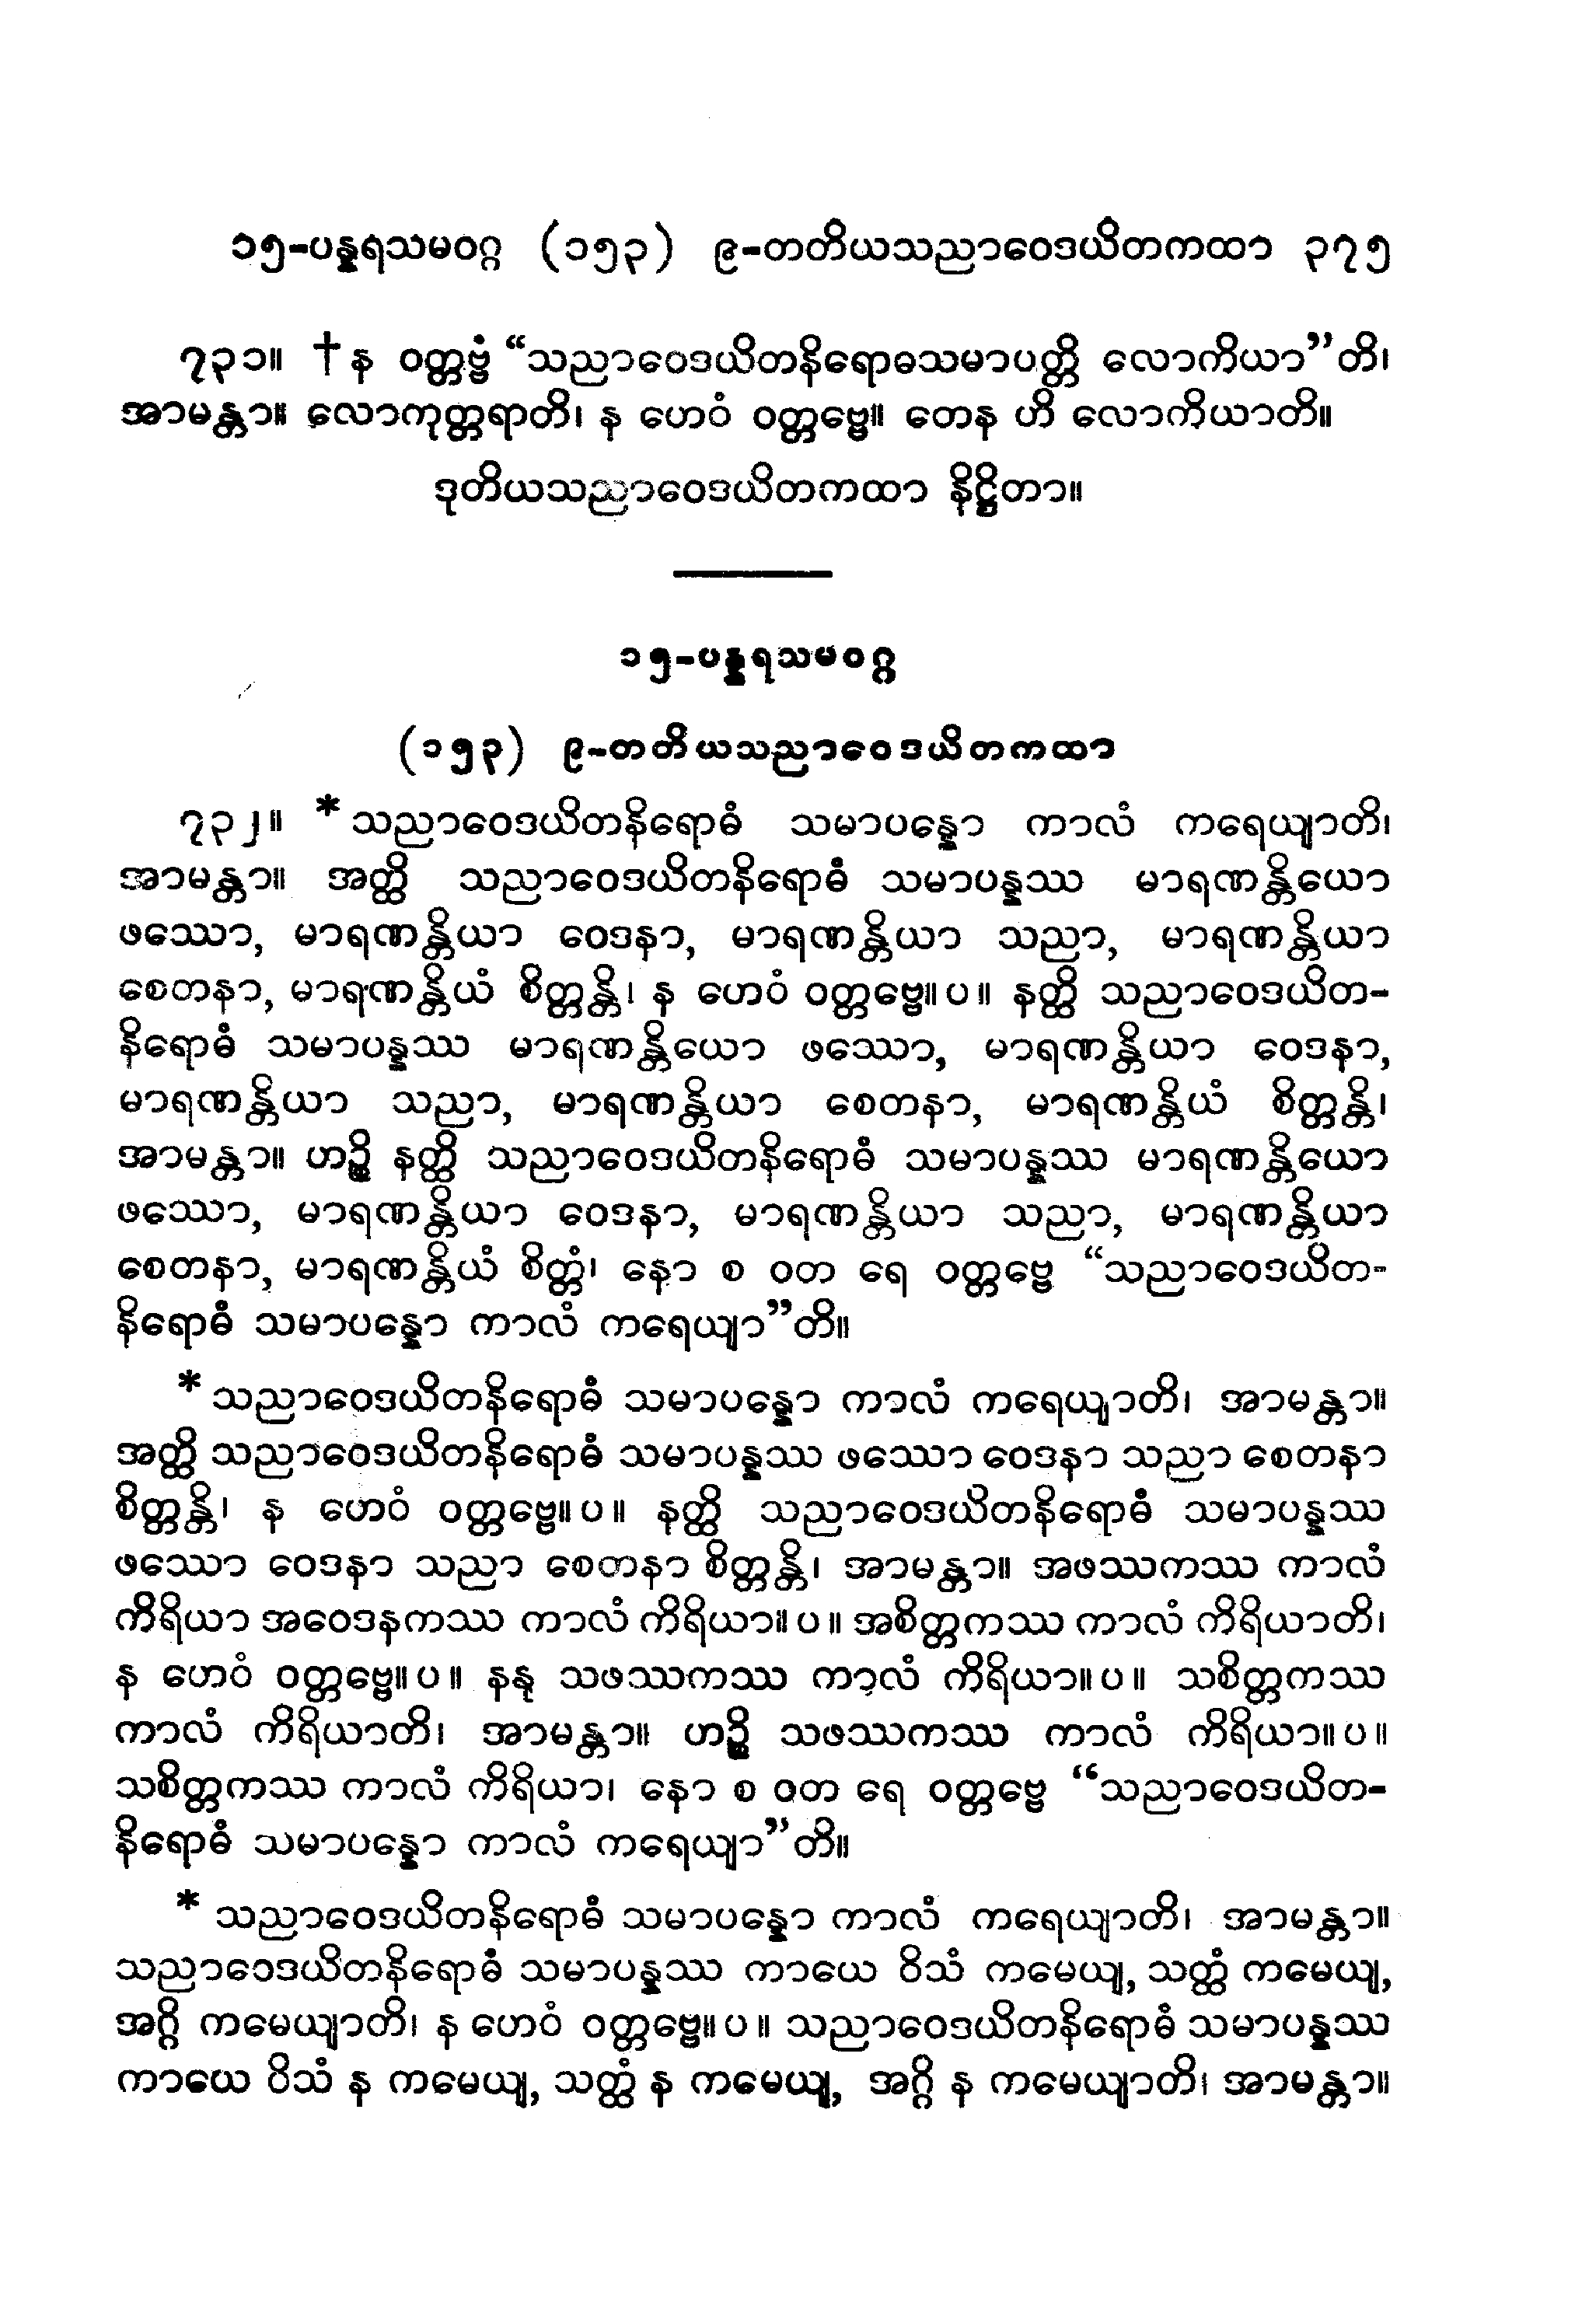 ၁၅-ပန္နရသမဝဂ္ဂ (၁၅၃) ၉-တတိယသညာဝေဒယိတကထာ ၃၇၅
၇၃၁။ †န ဝတ္တဗ္ဗံ “သညာဝေဒယိတနိရောဓသမာပတ္တိ လောကိယာ”တိ၊
အာမန္တာ။ လောကုတ္တရာတိ၊ န ဟေဝံ ဝတ္တဗ္ဗေ။ တေန ဟိ လောကိယာတိ။
ဒုတိယသညာဝေဒယိတကထာ နိဋ္ဌိတာ။
၁၅-ပန္နရသမဝဂ္ဂ
(၁၅၃) ၉-တတိယသညာဝေဒယိတကထာ
၇၃၂။ *သညာဝေဒယိတနိရောဓံ သမာပန္နော ကာလံ ကရေယျာတိ၊
အာမန္တာ။ အတ္ထိ သညာဝေဒယိတနိရောဓံ သမာပန္နဿ မာရဏန္တိယော
ဖဿော, မာရဏန္တိယာ ဝေဒနာ, မာရဏန္တိယာ သညာ, မာရဏန္တိယာ
စေတနာ, မာရဏန္တိယံ စိတ္တန္တိ၊ န ဟေဝံ ဝတ္တဗ္ဗေ။ပ။ နတ္ထိ သညာဝေဒယိတ-
နိရောဓံ သမာပန္နဿ မာရဏန္တိယော ဖဿော, မာရဏန္တိယာ ဝေဒနာ,
မာရဏန္တိယာ သညာ, မာရဏန္တိယာ စေတနာ, မာရဏန္တိယံ စိတ္တန္တိ၊
အာမန္တာ။ ဟဉ္စိ နတ္ထိ သညာဝေဒယိတနိရောဓံ သမာပန္နဿ မာရဏန္တိယော
ဖဿော, မာရဏန္တိယာ ဝေဒနာ, မာရဏန္တိယာ သညာ, မာရဏန္တိယာ
စေတနာ, မာရဏန္တိယံ စိတ္တံ၊ နော စ ဝတ ရေ ဝတ္တဗ္ဗေ “သညာဝေဒယိတ-
နိရောဓံ သမာပန္နော ကာလံ ကရေယျာ”တိ။
*သညာဝေဒယိတနိရောဓံ သမာပန္နော ကာလံ ကရေယျာတိ၊ အာမန္တာ။
အတ္ထိ သညာဝေဒယိတနိရောဓံ သမာပန္နဿ ဖဿော ဝေဒနာ သညာ စေတနာ
စိတ္တန္တိ၊ န ဟေဝံ ဝတ္တဗ္ဗေ။ပ။ နတ္ထိ သညာဝေဒယိတနိရောဓံ သမာပန္နဿ
ဖဿော ဝေဒနာ သညာ စေတနာ စိတ္တန္တိ၊ အာမန္တာ။ အဖဿကဿ ကာလံ
ကိရိယာ အဝေဒနကဿ ကာလံ ကိရိယာ။ပ။ အစိတ္တကဿ ကာလံ ကိရိယာတိ၊
န ဟေဝံ ဝတ္တဗ္ဗေ။ပ။ နနု သဖဿကဿ ကာလံ ကိရိယာ။ပ။ သစိတ္တကဿ
ကာလံ ကိရိယာတိ၊ အာမန္တာ။ ဟဉ္စိ သဖဿကဿ ကာလံ ကိရိယာ။ပ။
သစိတ္တကဿ ကာလံ ကိရိယာ၊ နော စ ဝတ ရေ ဝတ္တဗ္ဗေ “သညာဝေဒယိတ-
နိရောဓံ သမာပန္နော ကာလံ ကရေယျာ”တိ။
* သညာဝေဒယိတနိရောဓံ သမာပန္နော ကာလံ ကရေယျာတိ၊ အာမန္တာ။
သညာဝေဒယိတနိရောဓံ သမာပန္နဿ ကာယေ ဝိသံ ကမေယျ, သတ္ထံ ကမေယျ,
အဂ္ဂိ ကမေယျာတိ၊ န ဟေဝံ ဝတ္တဗ္ဗေ။ပ။ သညာဝေဒယိတနိရောဓံ သမာပန္နဿ
ကာယေ ဝိသံ န ကမေယျ, သတ္ထံ န ကမေယျ, အဂ္ဂိ န ကမေယျာတိ၊ အာမန္တာ။